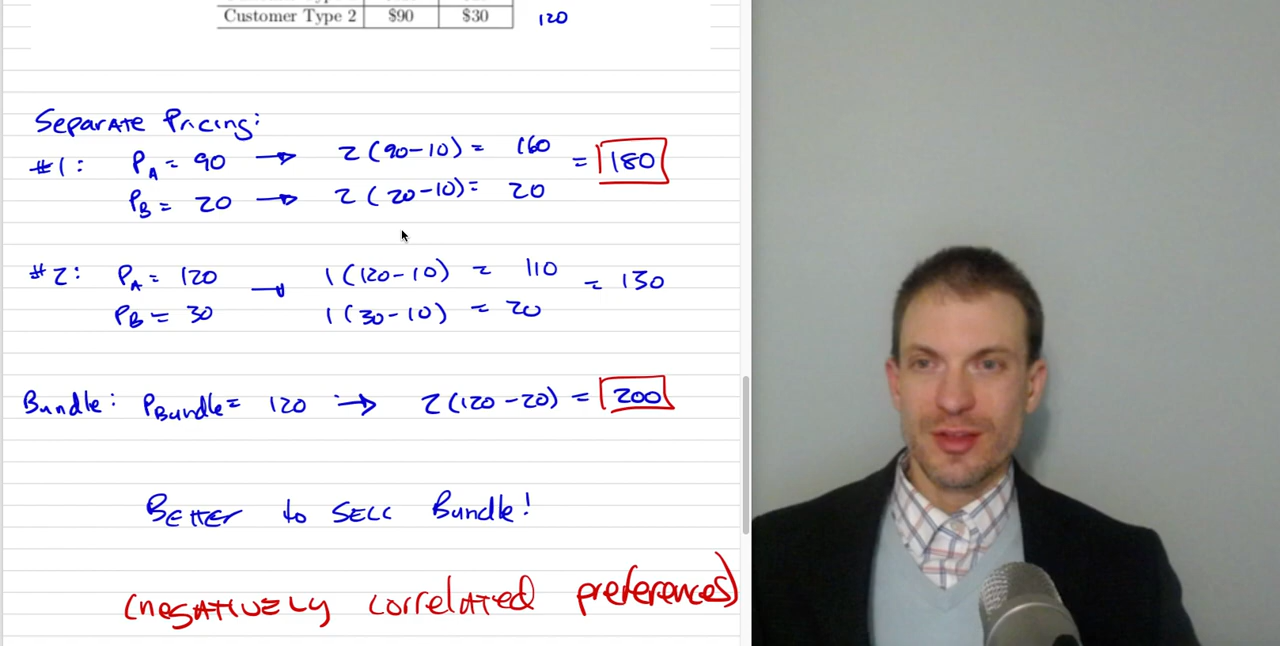 Customer Type 2 $90 $30 120
Separate Pricing:
#1: PA = 90 → 2(90-10) = 160 = 180
PB = 20 → 2(20-10) = 20
#2: PA = 120 → 1(120-10) = 110 = 130
PB = 30 1(30-10) = 20
Bundle: PBundle = 120 → 2(120-20) = 200
Better to SELL Bundle!
(negatively correlated preferences)